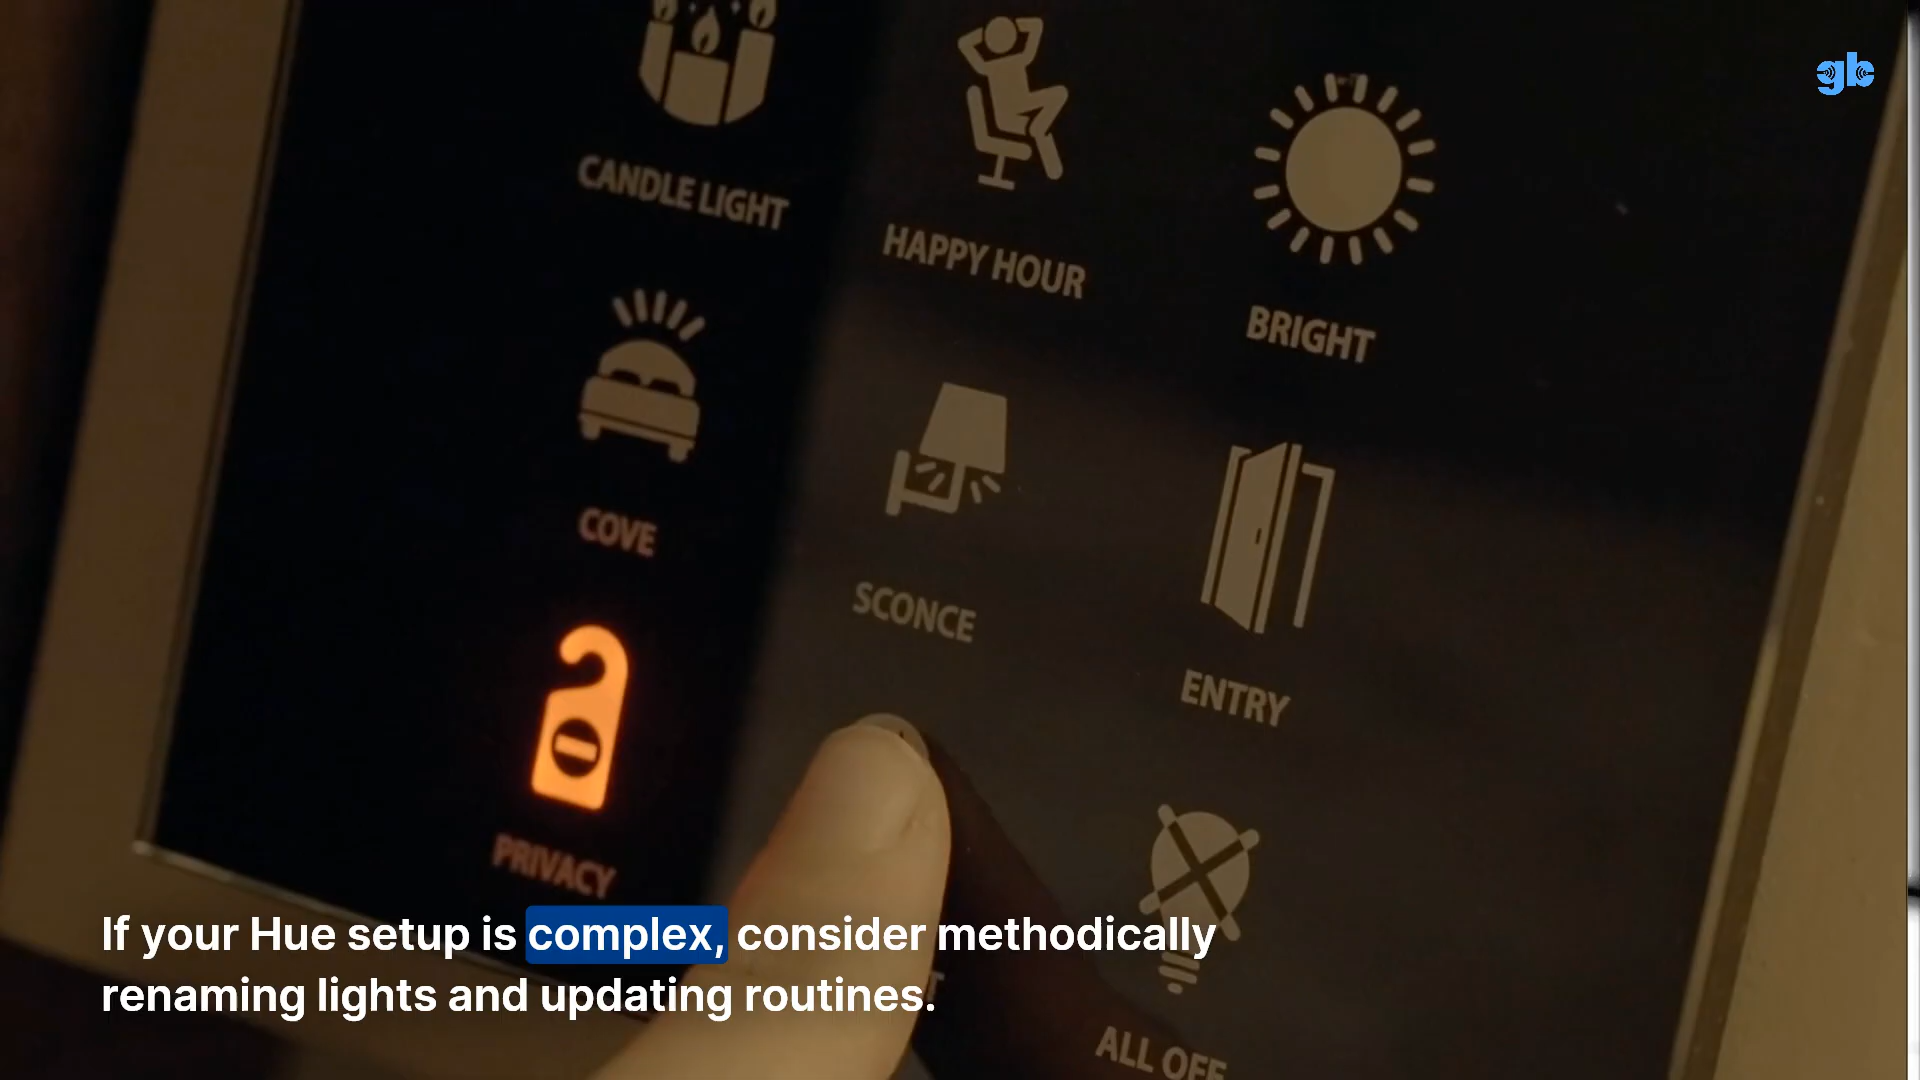 gb
CANDLE LIGHT
HAPPY HOUR
BRIGHT
COVE
SCONCE
ENTRY
PRIVACY
ALL OFF
If your Hue setup is complex, consider methodically
renaming lights and updating routines.